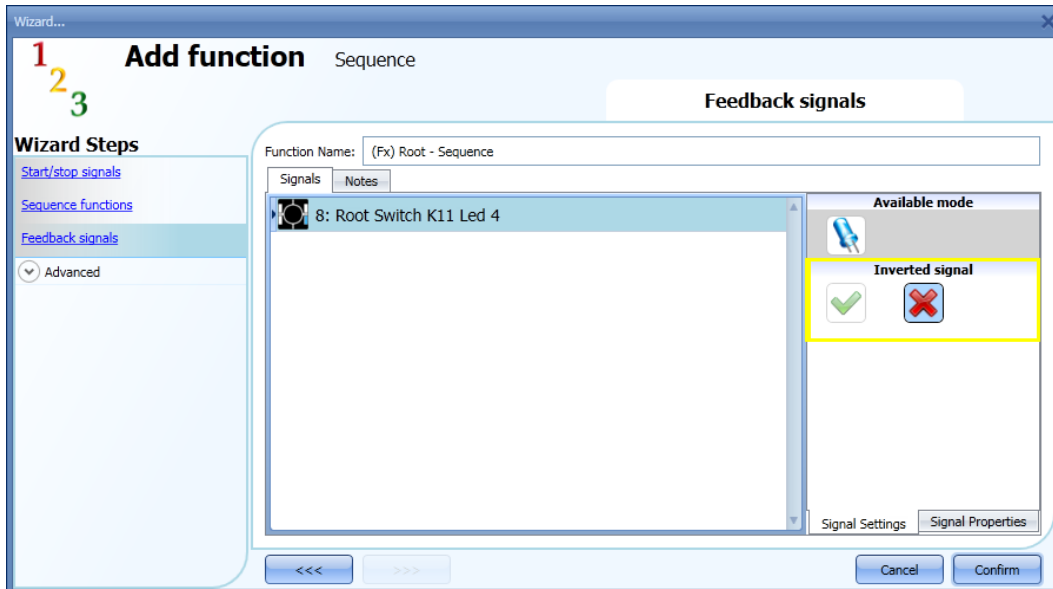 Wizard...
1 2 3
Add function Sequence
Feedback signals
Wizard Steps
Start/stop signals
Sequence functions
Feedback signals
Advanced
Function Name: (Fx) Root - Sequence
Signals Notes
8: Root Switch K11 Led 4
Available mode
Inverted signal
Signal Settings Signal Properties
<<< >>> Cancel Confirm